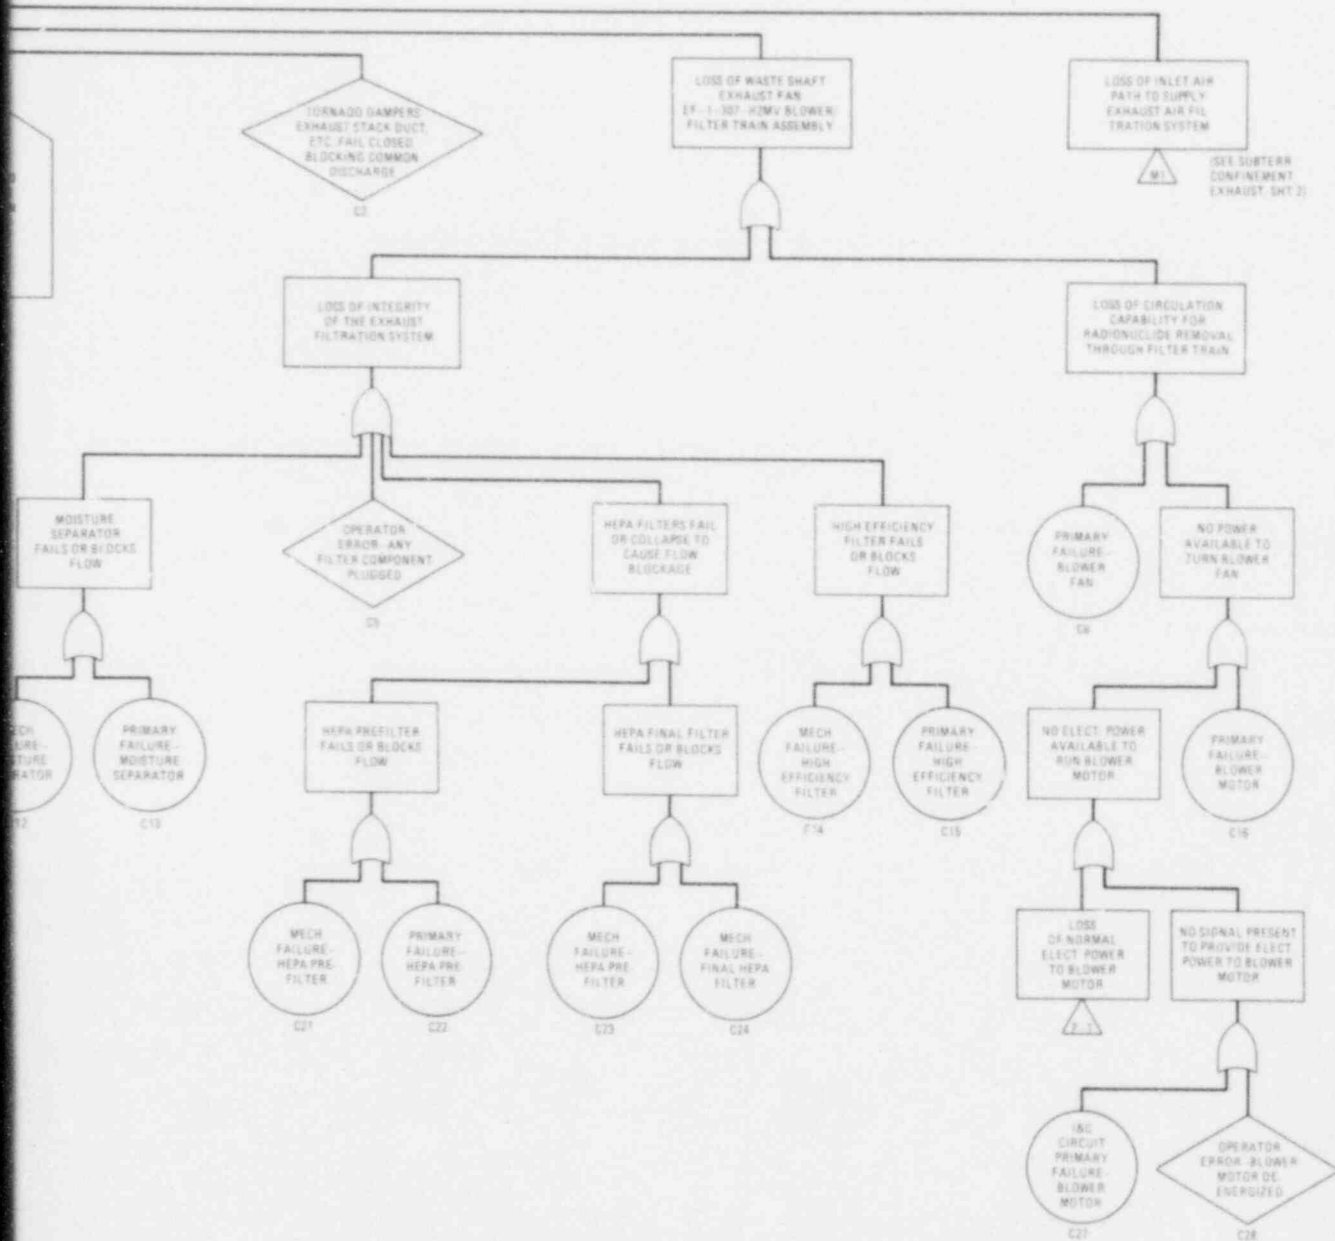 TORNADO DAMPERS
EXHAUST STACK DUCT,
ETC. FAIL CLOSED
BLOCKING COMMON
DISCHARGE
LOSS OF WASTE SHAFT
EXHAUST FAN
BLOWER/
FILTER TRAIN ASSEMBLY
LOSS OF INLET AIR
PATH TO SUPPLY
EXHAUST AIR FIL
TRATION SYSTEM
M1
(SEE SUBTERR
CONFINEMENT
EXHAUST-SHT 2)
LOSS OF INTEGRITY
OF THE EXHAUST
FILTRATION SYSTEM
LOSS OF CIRCULATION
CAPABILITY FOR
RADIONUCLIDE REMOVAL
THROUGH FILTER TRAIN
MOISTURE
SEPARATOR
FAILS OR BLOCKS
FLOW
OPERATOR
ERROR--ANY
FILTER COMPONENT
PLUGGED
HEPA FILTERS FAIL
OR COLLAPSE TO
CAUSE FLOW
BLOCKAGE
HIGH EFFICIENCY
FILTER FAILS
OR BLOCKS
FLOW
PRIMARY
FAILURE--
BLOWER
FAN
NO POWER
AVAILABLE TO
TURN BLOWER
FAN
PRIMARY
FAILURE--
MOISTURE
SEPARATOR
C13
HEPA PREFILTER
FAILS OR BLOCKS
FLOW
HEPA FINAL FILTER
FAILS OR BLOCKS
FLOW
MECH
FAILURE--
HIGH
EFFICIENCY
FILTER
C14
PRIMARY
FAILURE--
HIGH
EFFICIENCY
FILTER
C15
NO ELECT. POWER
AVAILABLE TO
RUN BLOWER
MOTOR
PRIMARY
FAILURE--
BLOWER
MOTOR
C16
MECH
FAILURE--
HEPA PRE-
FILTER
C21
PRIMARY
FAILURE--
HEPA PRE-
FILTER
C22
MECH
FAILURE--
HEPA PRE-
FILTER
C23
MECH
FAILURE--
FINAL HEPA
FILTER
C24
LOSS
OF NORMAL
ELECT. POWER
TO BLOWER
MOTOR
NO SIGNAL PRESENT
TO PROVIDE ELECT
POWER TO BLOWER
MOTOR
I&C
CIRCUIT
PRIMARY
FAILURE--
BLOWER
MOTOR
C27
OPERATOR
ERROR--BLOWER
MOTOR DE-
ENERGIZED
C28